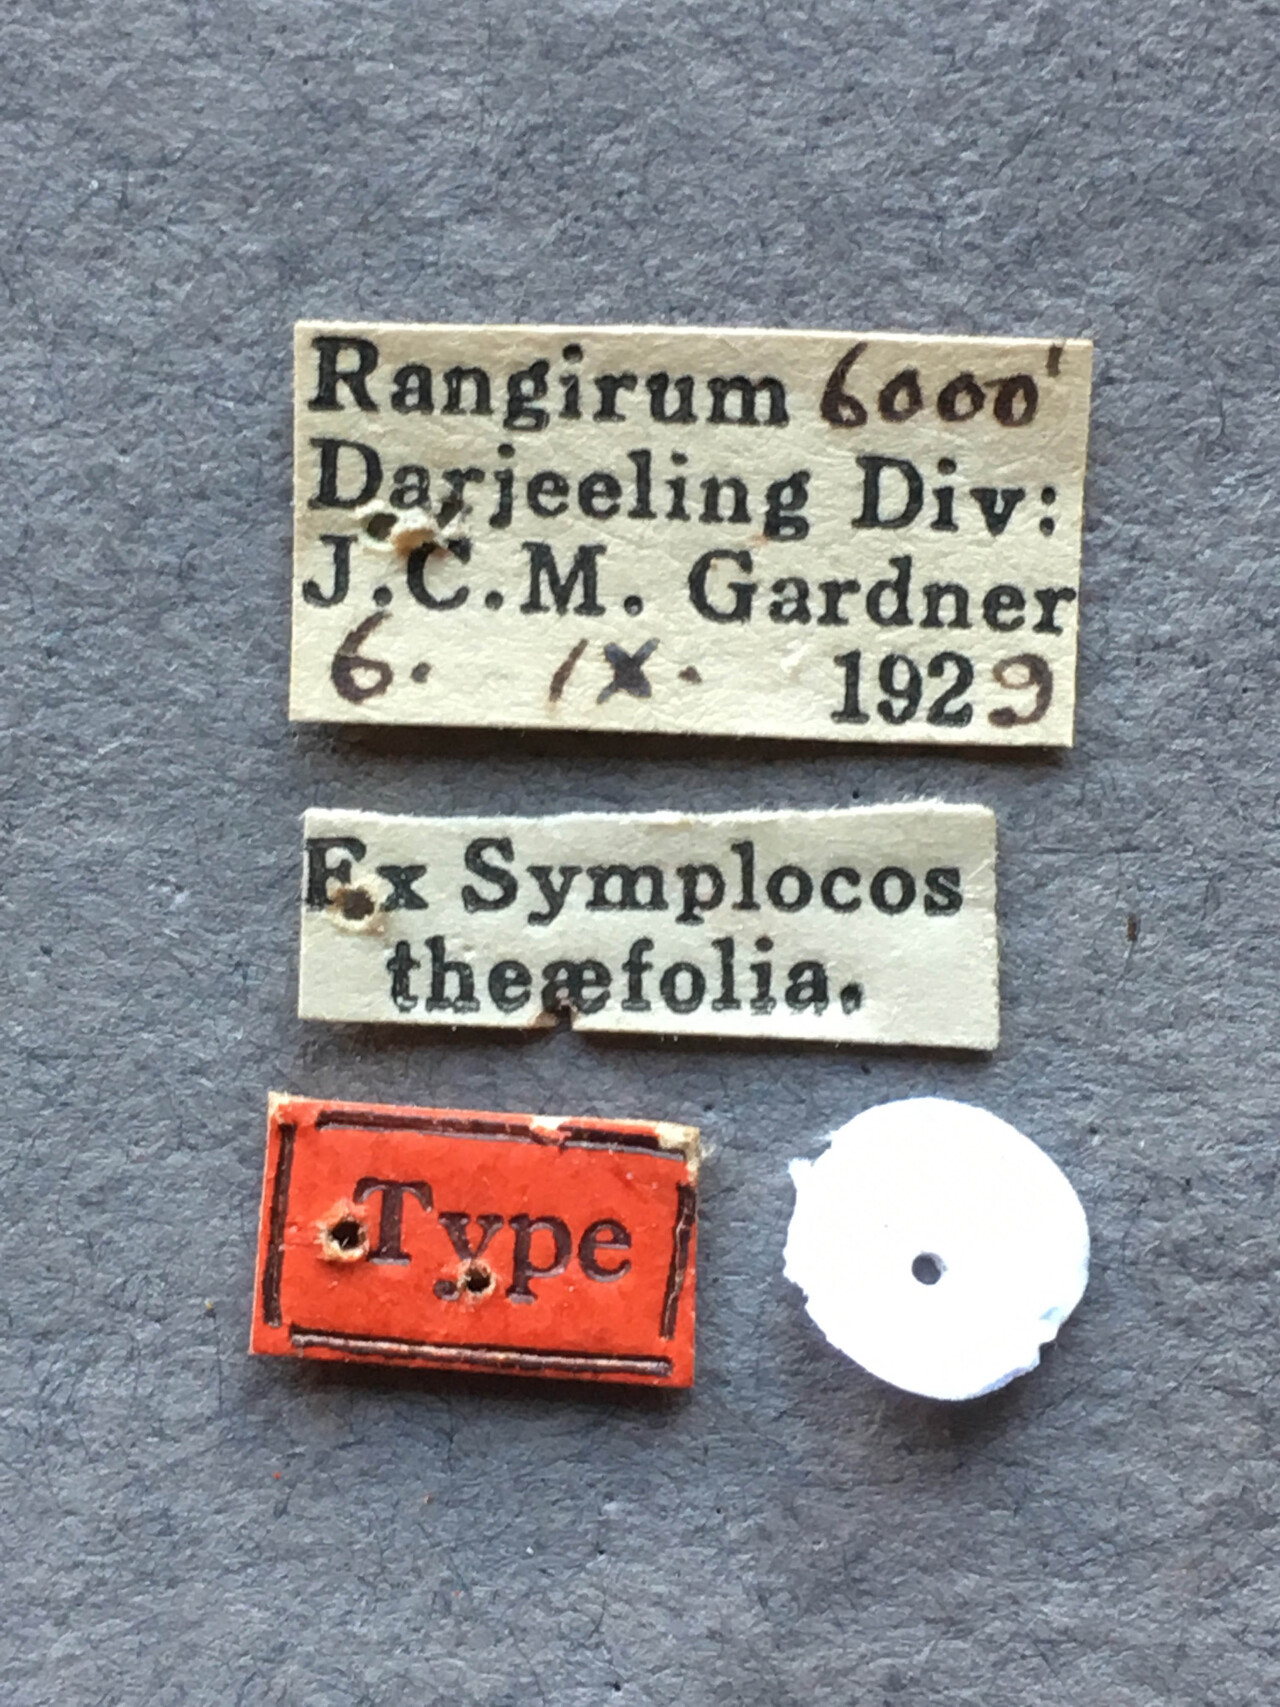 Rangirum 6000'
Darjeeling Div:
J.C.M. Gardner
6. IX. 1929
Ex Symplocos
theæfolia.
Type